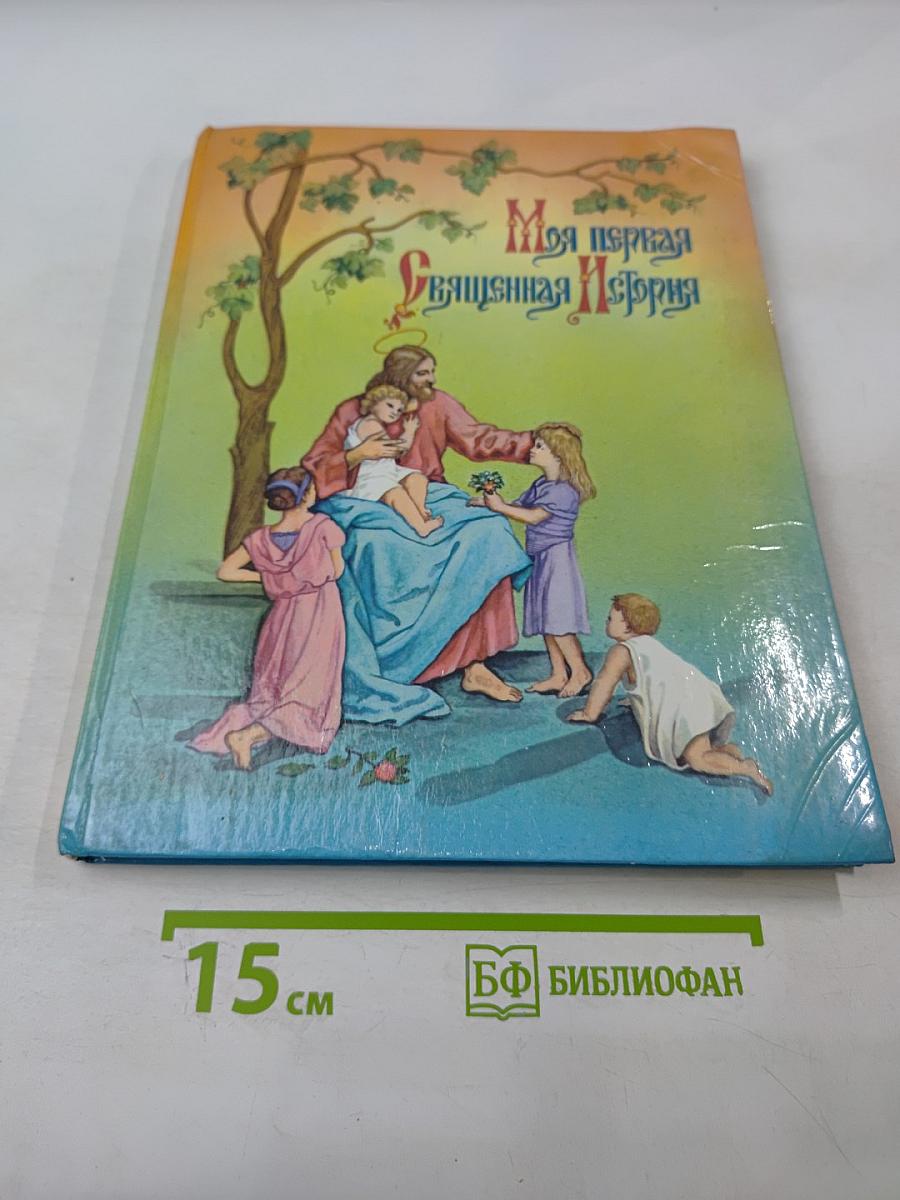 Моя первая
Священная История
15 см
БФ БИБЛИОФАН